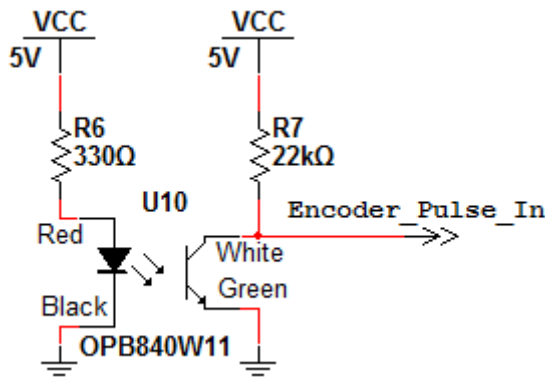 VCC
5V
R6
330Ω
U10
Red
Black
OPB840W11
VCC
5V
R7
22kΩ
Encoder_Pulse_In
White
Green